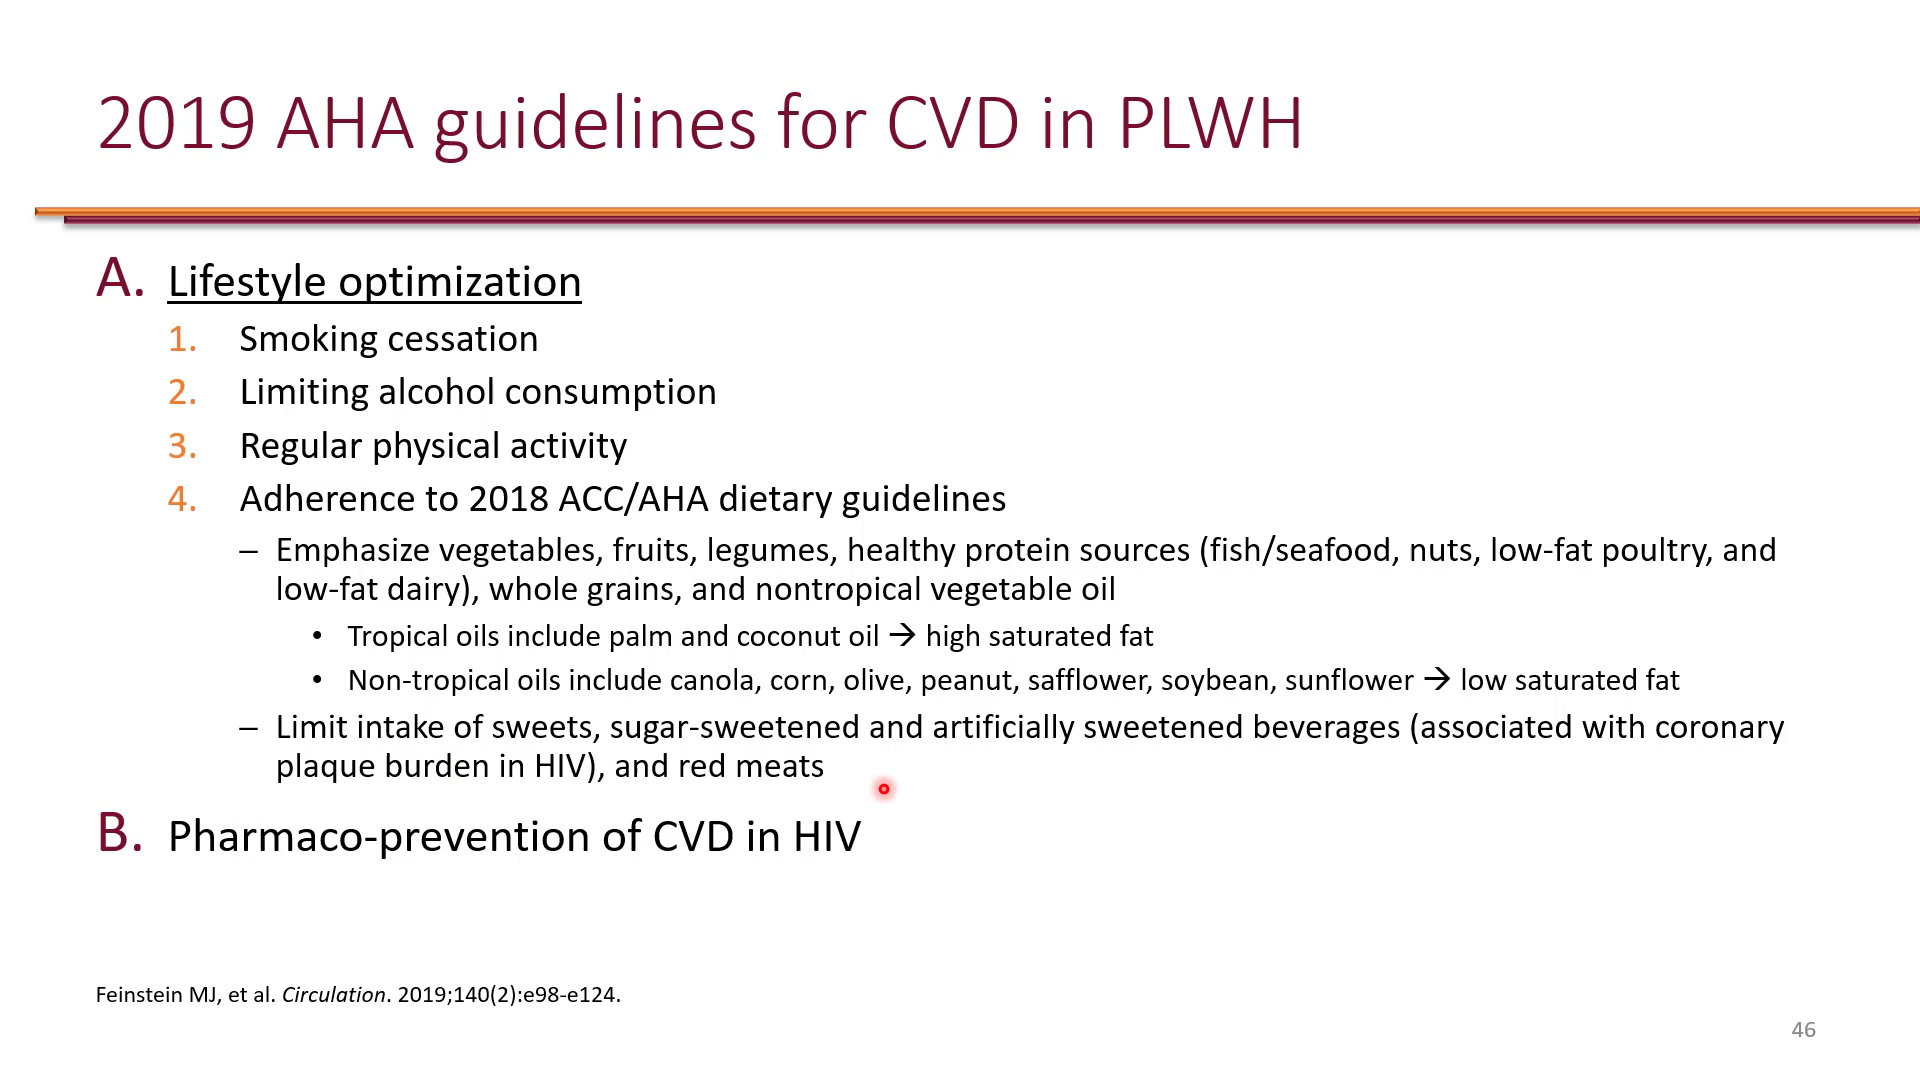 2019 AHA guidelines for CVD in PLWH
A. Lifestyle optimization
1. Smoking cessation
2. Limiting alcohol consumption
3. Regular physical activity
4. Adherence to 2018 ACC/AHA dietary guidelines
– Emphasize vegetables, fruits, legumes, healthy protein sources (fish/seafood, nuts, low-fat poultry, and
low-fat dairy), whole grains, and nontropical vegetable oil
• Tropical oils include palm and coconut oil → high saturated fat
• Non-tropical oils include canola, corn, olive, peanut, safflower, soybean, sunflower → low saturated fat
– Limit intake of sweets, sugar-sweetened and artificially sweetened beverages (associated with coronary
plaque burden in HIV), and red meats
B. Pharmaco-prevention of CVD in HIV
Feinstein MJ, et al. Circulation. 2019;140(2):e98-e124.
46